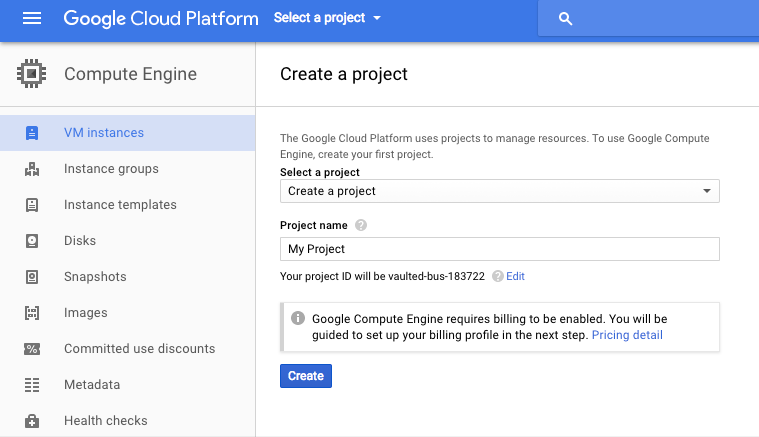 Google Cloud Platform Select a project
Compute Engine
VM instances
Instance groups
Instance templates
Disks
Snapshots
Images
Committed use discounts
Metadata
Health checks
Create a project
The Google Cloud Platform uses projects to manage resources. To use Google Compute
Engine, create your first project.
Select a project
Create a project
Project name
My Project
Your project ID will be vaulted-bus-183722 Edit
Google Compute Engine requires billing to be enabled. You will be
guided to set up your billing profile in the next step. Pricing detail
Create